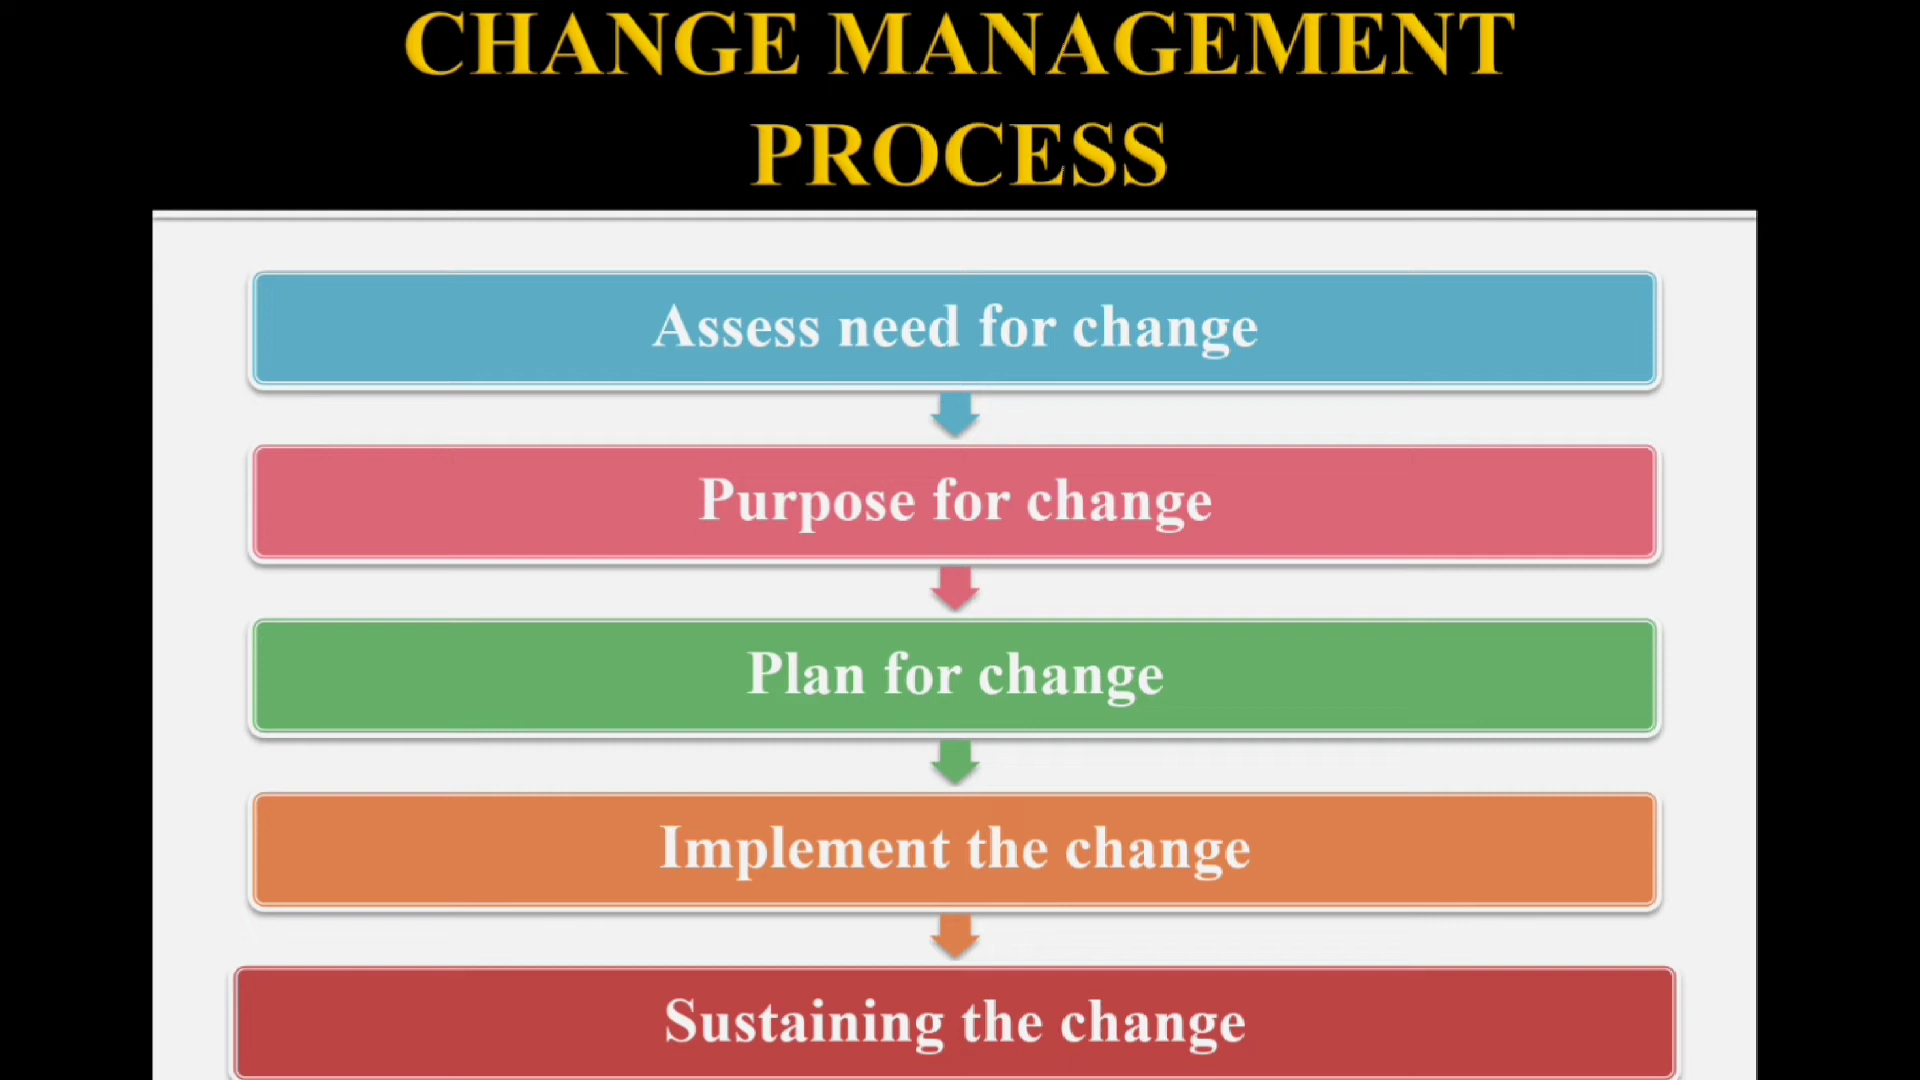 CHANGE MANAGEMENT
PROCESS
Assess need for change
Purpose for change
Plan for change
Implement the change
Sustaining the change